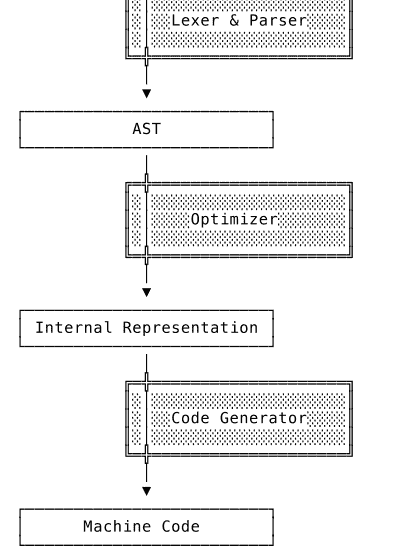 Lexer & Parser
AST
Optimizer
Internal Representation
Code Generator
Machine Code